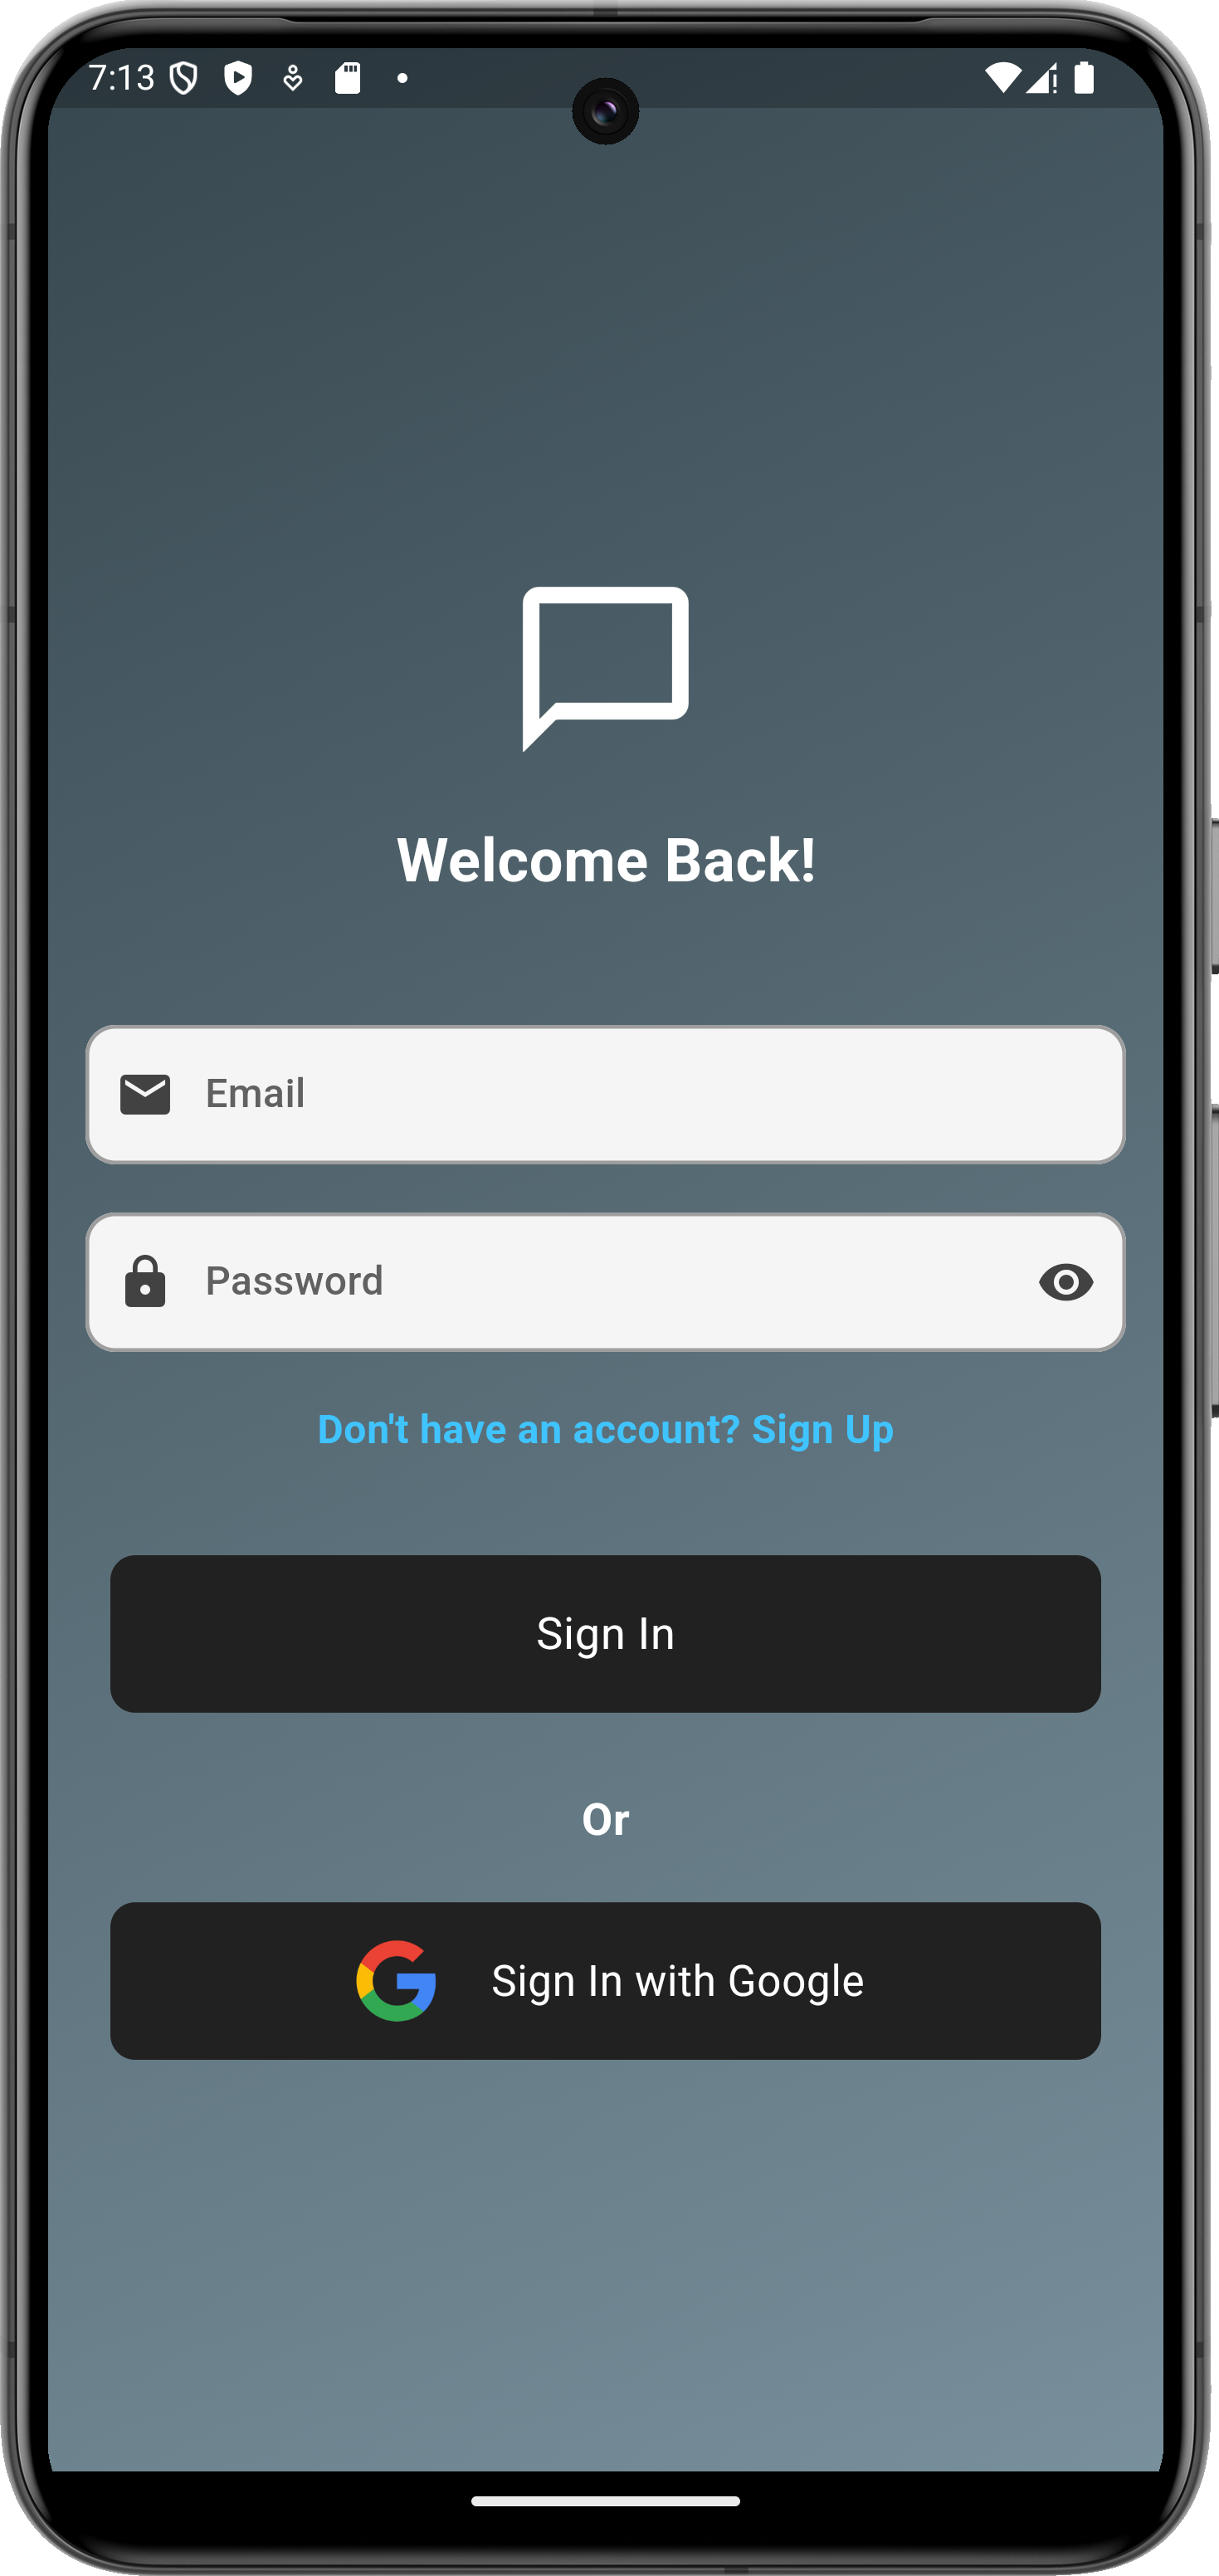 7:13
Welcome Back!
Email
Password
Don't have an account? Sign Up
Sign In
Or
Sign In with Google